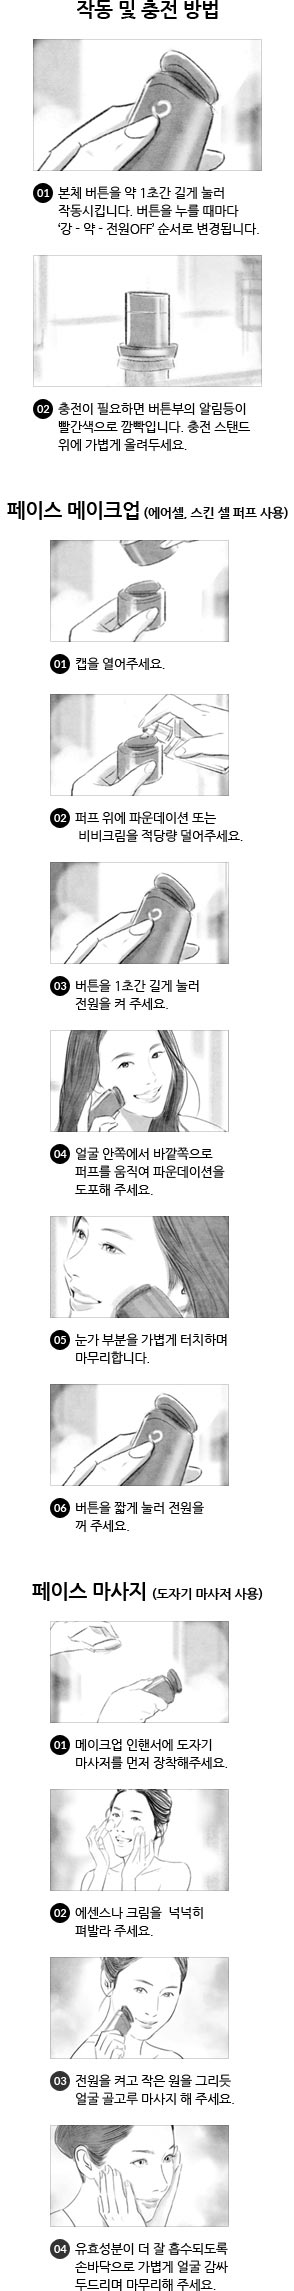 작동 및 충전 방법
01 본체 버튼을 약 1초간 길게 눌러
작동시킵니다. 버튼을 누를 때마다
‘강 - 약 - 전원OFF’ 순서로 변경됩니다.
02 충전이 필요하면 버튼부의 알림등이
빨간색으로 깜빡입니다. 충전 스탠드
위에 가볍게 올려두세요.
페이스 메이크업 (에어셀, 스킨 셀 퍼프 사용)
01 캡을 열어주세요.
02 퍼프 위에 파운데이션 또는
비비크림을 적당량 덜어주세요.
03 버튼을 1초간 길게 눌러
전원을 켜 주세요.
04 얼굴 안쪽에서 바깥쪽으로
퍼프를 움직여 파운데이션을
도포해 주세요.
05 눈가 부분을 가볍게 터치하며
마무리합니다.
06 버튼을 짧게 눌러 전원을
꺼 주세요.
페이스 마사지 (도자기 마사저 사용)
01 메이크업 인핸서에 도자기
마사저를 먼저 장착해주세요.
02 에센스나 크림을 넉넉히
펴발라 주세요.
03 전원을 켜고 작은 원을 그리듯
얼굴 골고루 마사지 해 주세요.
04 유효성분이 더 잘 흡수되도록
손바닥으로 가볍게 얼굴 감싸
두드리며 마무리해 주세요.